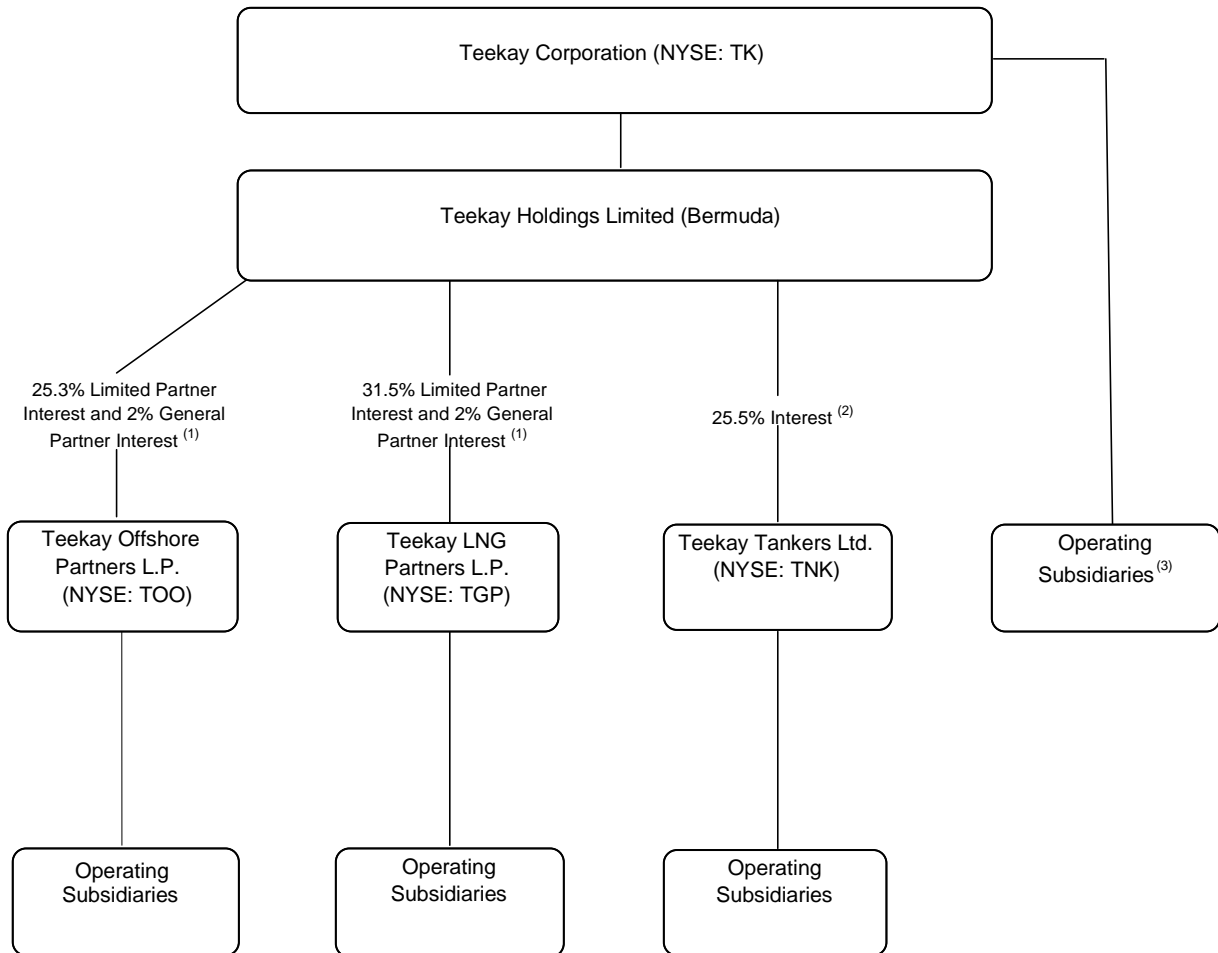 Teekay Corporation (NYSE: TK)
Teekay Holdings Limited (Bermuda)
25.3% Limited Partner
Interest and 2% General
Partner Interest (1)
31.5% Limited Partner
Interest and 2% General
Partner Interest (1)
25.5% Interest (2)
Teekay Offshore
Partners L.P.
(NYSE: TOO)
Teekay LNG
Partners L.P.
(NYSE: TGP)
Teekay Tankers Ltd.
(NYSE: TNK)
Operating
Subsidiaries(3)
Operating
Subsidiaries
Operating
Subsidiaries
Operating
Subsidiaries